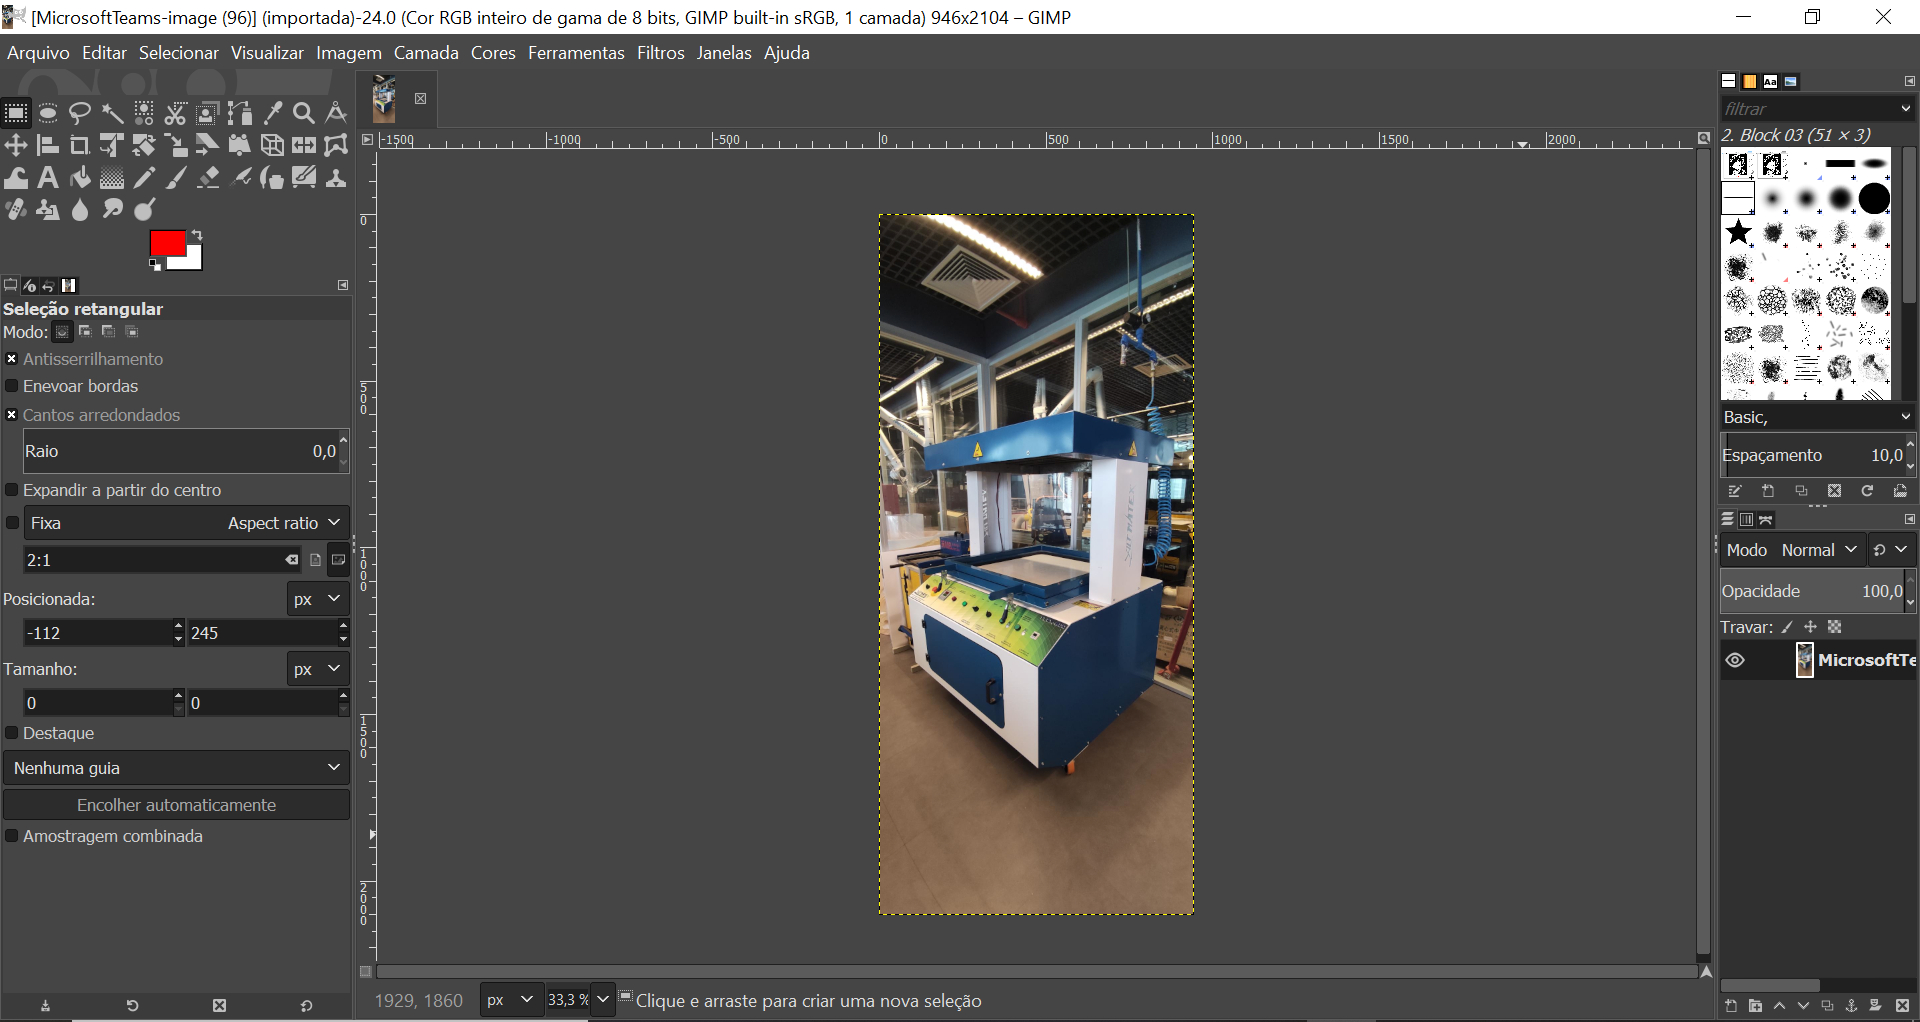 [MicrosoftTeams-image (96)] (importada)-24.0 (Cor RGB inteiro de gama de 8 bits, GIMP built-in sRGB, 1 camada) 946x2104 – GIMP
Arquivo Editar Selecionar Visualizar Imagem Camada Cores Ferramentas Filtros Janelas Ajuda
-1500 -1000 -500 0 500 1000 1500 2000
0
500
1000
1500
2000
Seleção retangular
Modo:
Antisserrilhamento
Enevoar bordas
Cantos arredondados
Raio 0,0
Expandir a partir do centro
Fixa Aspect ratio
2:1
Posicionada: px
-112 245
Tamanho: px
0 0
Destaque
Nenhuma guia
Encolher automaticamente
Amostragem combinada
1929, 1860 px 33,3 % Clique e arraste para criar uma nova seleção
Aa
filtrar
2. Block 03 (51 × 3)
Basic,
Espaçamento 10,0
Modo Normal
Opacidade 100,0
Travar:
MicrosoftTe